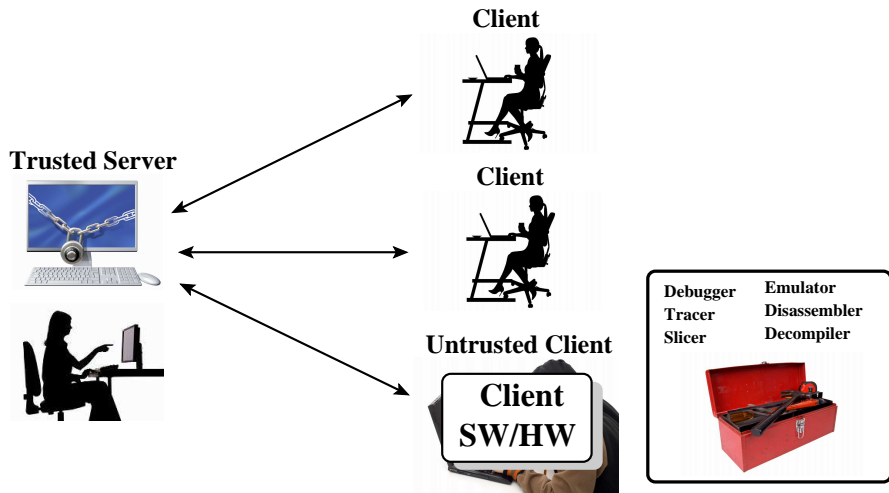 Client
Trusted Server
Client
Untrusted Client
Client
SW/HW
Debugger
Tracer
Slicer
Emulator
Disassembler
Decompiler